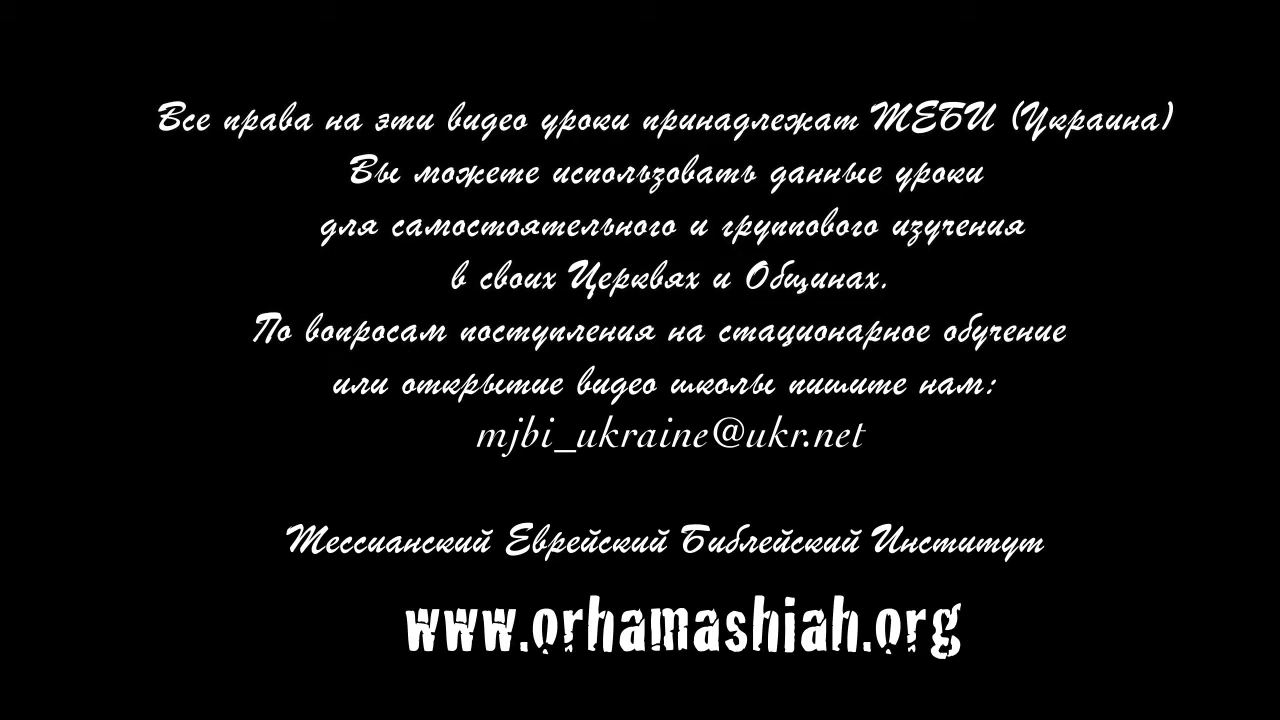 Все права на эти видео уроки принадлежат МЕБИ (Украина)
Вы можете использовать данные уроки
для самостоятельного и группового изучения
в своих Церквях и Общинах.
По вопросам поступления на стационарное обучение
или открытие видео школы пишите нам:
mjbi_ukraine@ukr.net
Мессианский Еврейский Библейский Институт
www.orhamashiah.org